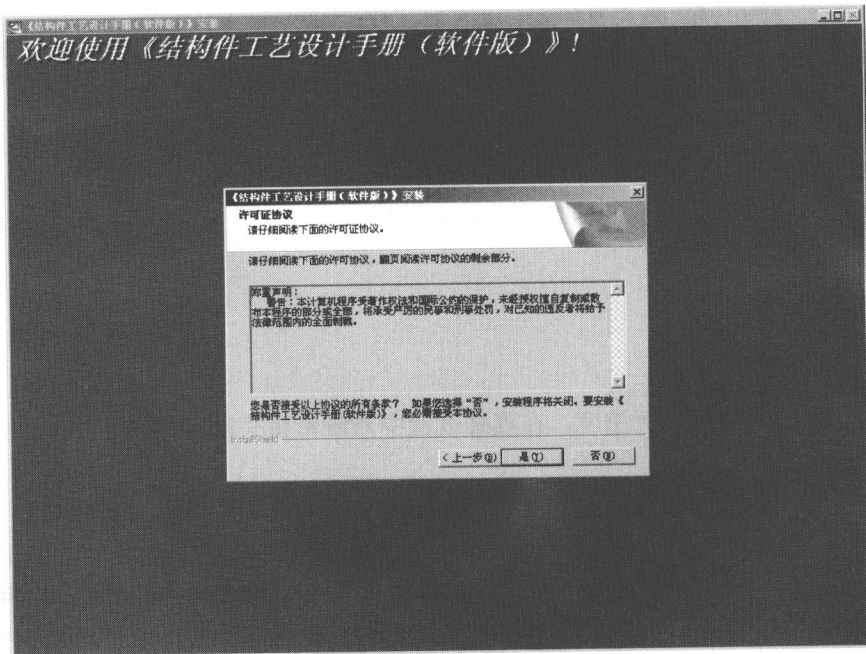 《结构件工艺设计手册（软件版）》安装
欢迎使用《结构件工艺设计手册（软件版）》!
《结构件工艺设计手册（软件版）》安装
许可证协议
请仔细阅读下面的许可证协议。
请仔细阅读下面的许可协议，翻页阅读许可协议的剩余部分。
郑重声明：
警告：本计算机程序受著作权法和国际公约的保护，未经授权擅自复制或散
布本程序的部分或全部，将承受严厉的民事和刑事处罚，对已知的违反者将给予
法律范围内的全面制裁。
您是否接受以上协议的所有条款？ 如果您选择“否”，安装程序将关闭。要安装《
结构件工艺设计手册(软件版)》，您必需接受本协议。
InstallShield
< 上一步(B) 是(Y) 否(N)